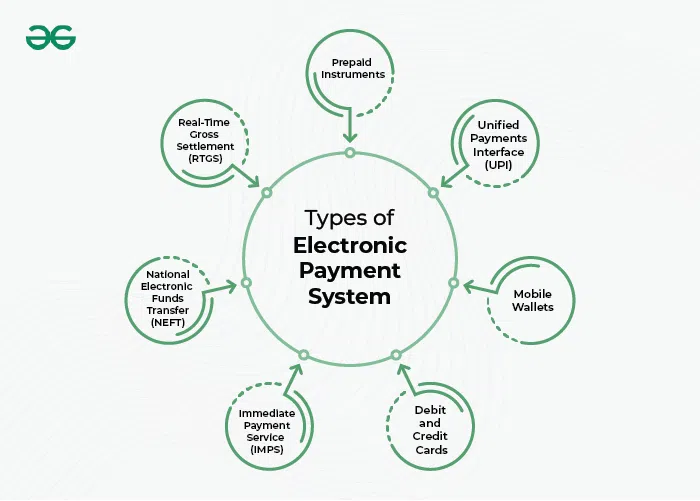 Types of
Electronic
Payment
System
Prepaid
Instruments
Unified
Payments
Interface
(UPI)
Mobile
Wallets
Debit
and
Credit
Cards
Immediate
Payment
Service
(IMPS)
National
Electronic
Funds
Transfer
(NEFT)
Real-Time
Gross
Settlement
(RTGS)